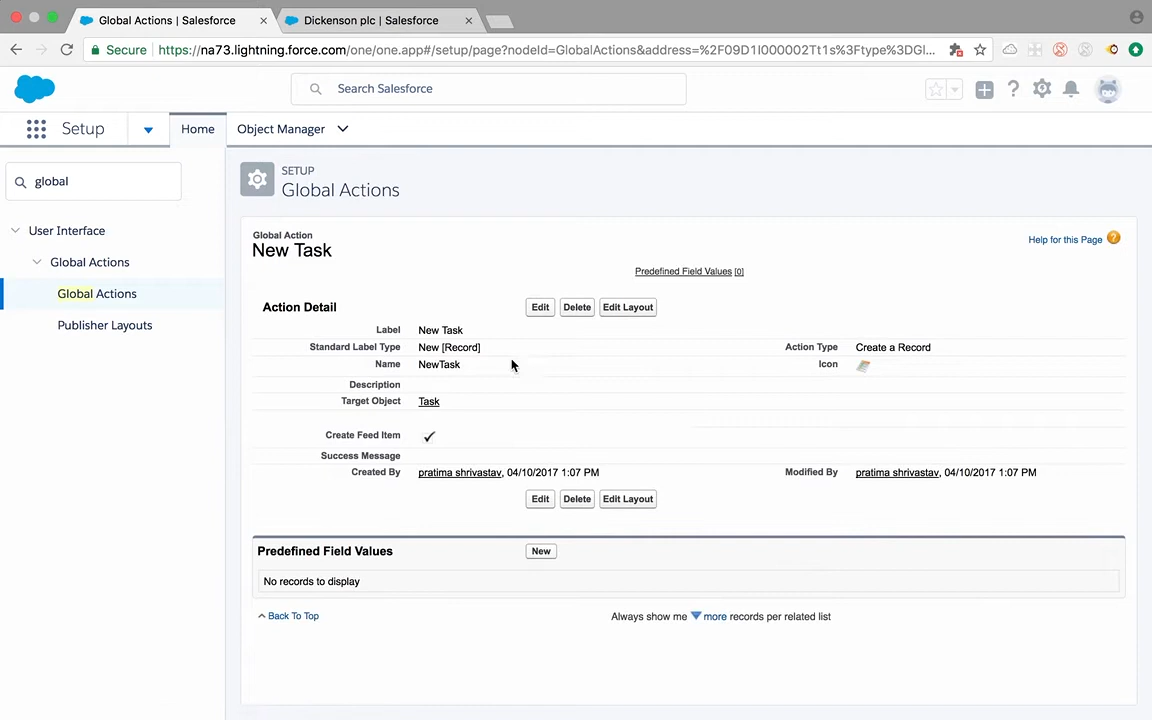 Global Actions | Salesforce
Dickenson plc | Salesforce
Secure https://na73.lightning.force.com/one/one.app#/setup/page?nodeId=GlobalActions&address=%2F09D1I000002Tt1s%3Ftype%3DGl...
Search Salesforce
Setup
Home
Object Manager
global
SETUP
Global Actions
User Interface
Global Actions
Global Actions
Publisher Layouts
Global Action
New Task
Help for this Page
Predefined Field Values [0]
Action Detail Edit Delete Edit Layout
Label New Task
Standard Label Type New [Record] Action Type Create a Record
Name NewTask Icon
Description
Target Object Task
Create Feed Item
Success Message
Created By pratima shrivastav, 04/10/2017 1:07 PM Modified By pratima shrivastav, 04/10/2017 1:07 PM
Edit Delete Edit Layout
Predefined Field Values New
No records to display
Back To Top Always show me more records per related list